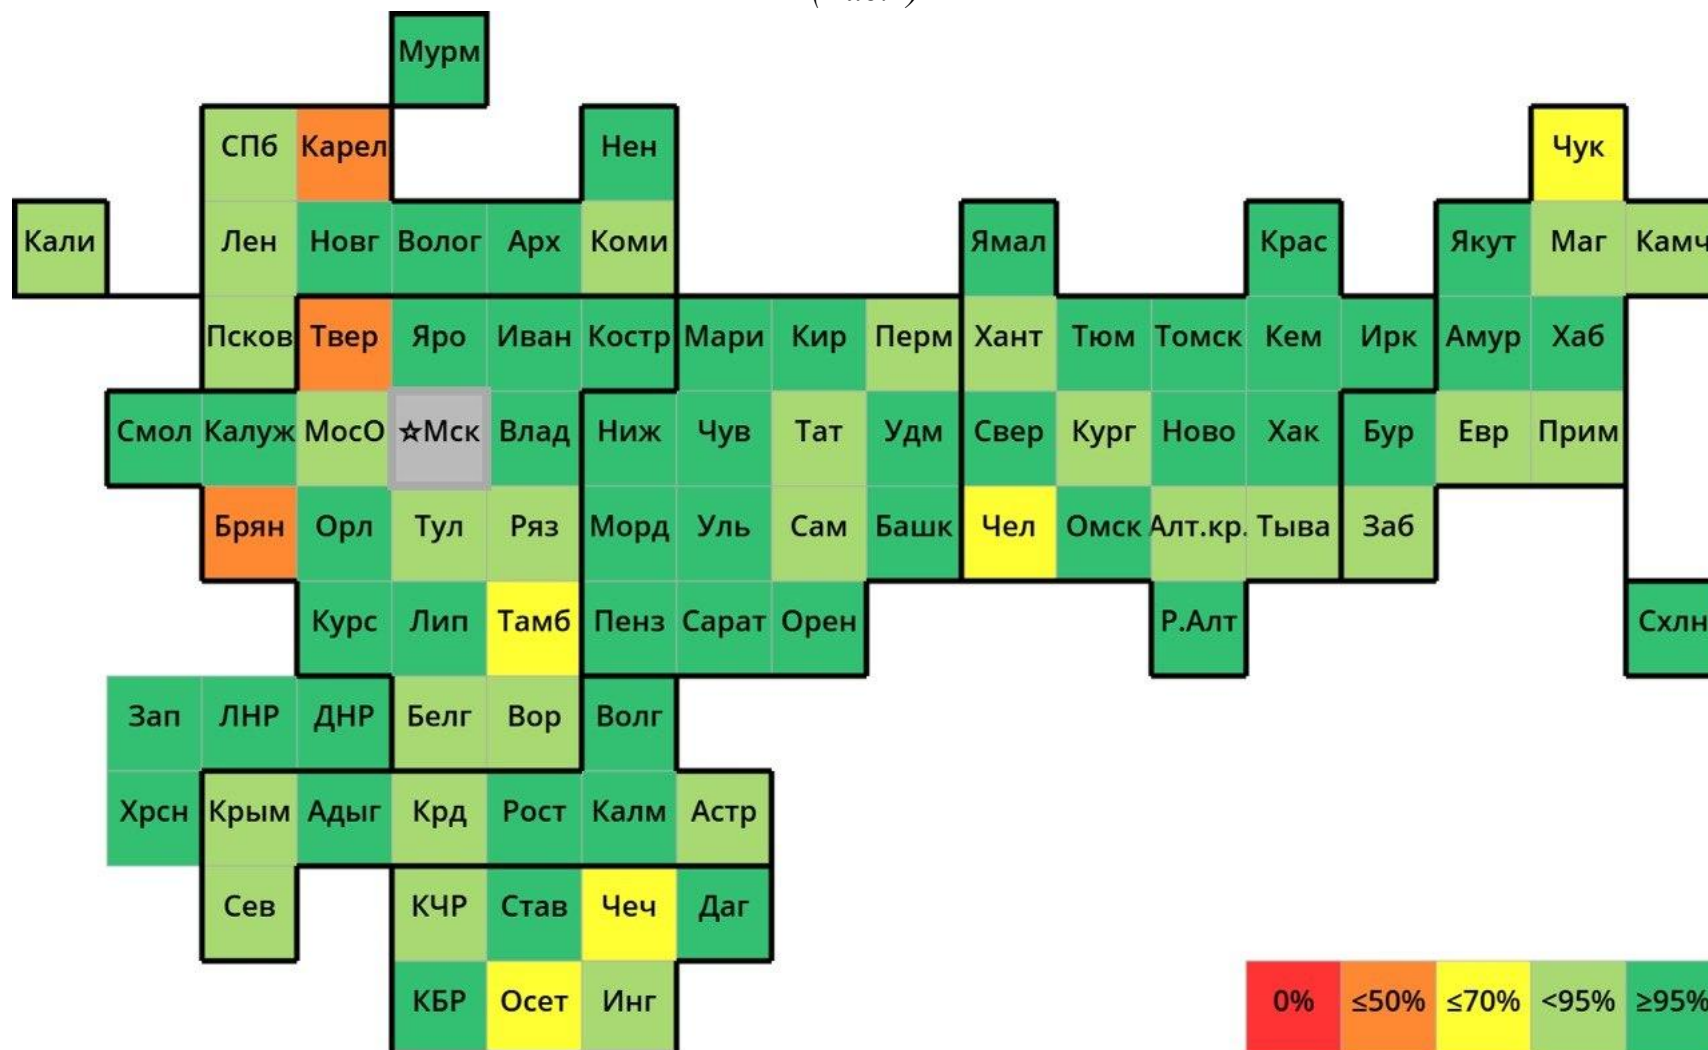 Мурм
СПб Карел Нен Чук
Кали Лен Новг Волог Арх Коми Ямал Крас Якут Маг Камч
Псков Твер Яро Иван Костр Мари Кир Перм Хант Тюм Томск Кем Ирк Амур Хаб
Смол Калуж МосО ☆Мск Влад Ниж Чув Тат Удм Свер Кург Ново Хак Бур Евр Прим
Брян Орл Тул Ряз Морд Уль Сам Башк Чел Омск Алт.кр. Тыва Заб
Курс Лип Тамб Пенз Сарат Орен Р.Алт Схлн
Зап ЛНР ДНР Белг Вор Волг
Хрсн Крым Адыг Крд Рост Калм Астр
Сев КЧР Став Чеч Даг
КБР Осет Инг 0% ≤50% ≤70% <95% ≥95%